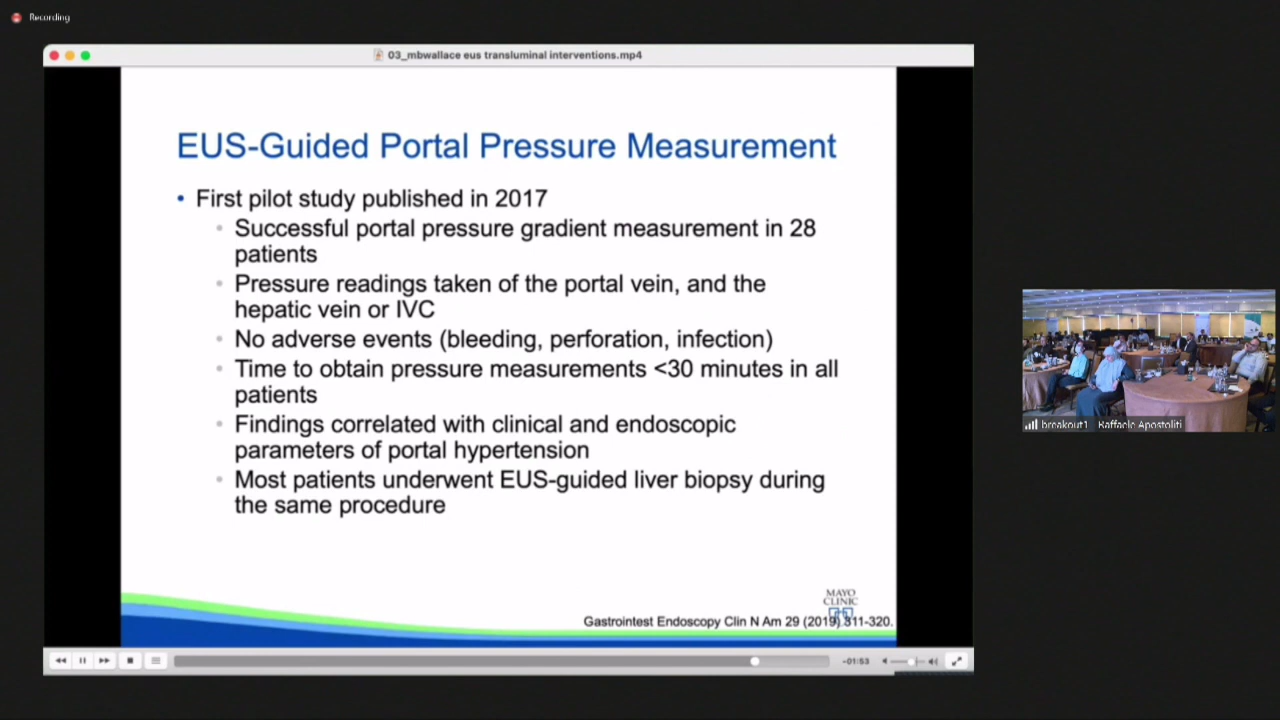 Recording
03_mbwallace eus transluminal interventions.mp4
EUS-Guided Portal Pressure Measurement
• First pilot study published in 2017
• Successful portal pressure gradient measurement in 28
patients
• Pressure readings taken of the portal vein, and the
hepatic vein or IVC
• No adverse events (bleeding, perforation, infection)
• Time to obtain pressure measurements <30 minutes in all
patients
• Findings correlated with clinical and endoscopic
parameters of portal hypertension
• Most patients underwent EUS-guided liver biopsy during
the same procedure
MAYO
CLINIC
Gastrointest Endoscopy Clin N Am 29 (2019) 311-320.
-01:53
breakout1 - Raffaele Apostoliti